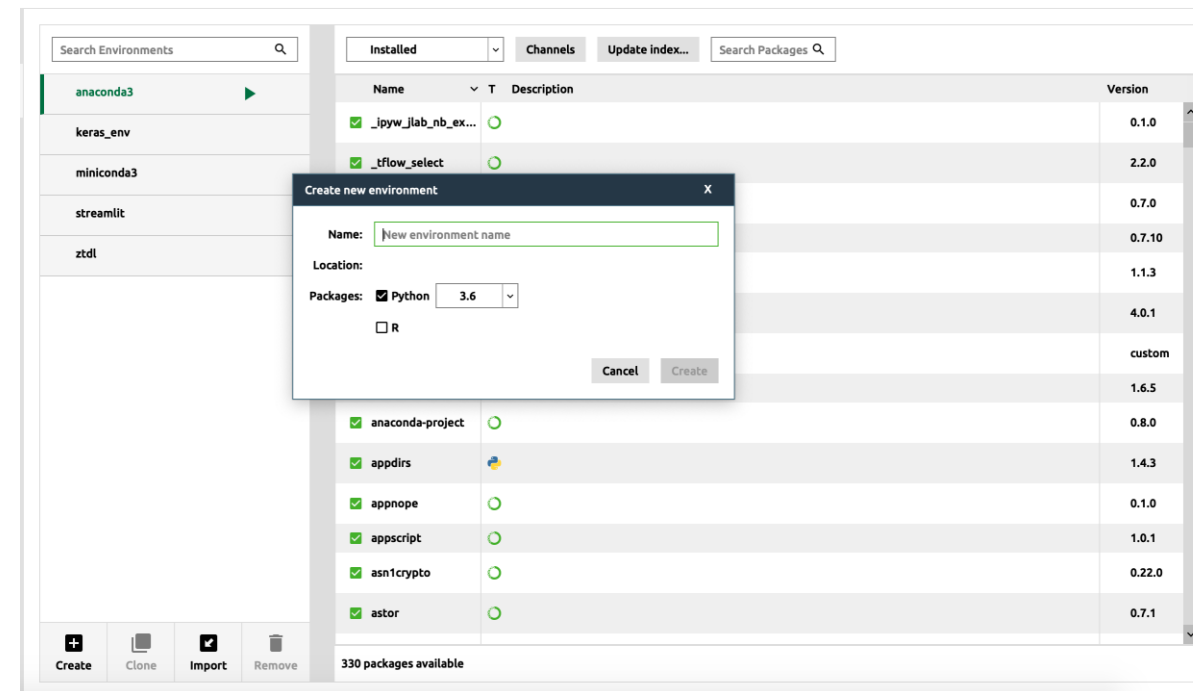 Search Environments
Installed
Channels
Update index...
Search Packages
anaconda3
keras_env
miniconda3
streamlit
ztdl
Name T Description Version
_ipyw_jlab_nb_ex... 0.1.0
_tflow_select 2.2.0
0.7.0
0.7.10
1.1.3
4.0.1
custom
1.6.5
anaconda-project 0.8.0
appdirs 1.4.3
appnope 0.1.0
appscript 1.0.1
asn1crypto 0.22.0
astor 0.7.1
Create new environment X
Name: New environment name
Location:
Packages: Python 3.6
R
Cancel Create
Create Clone Import Remove
330 packages available